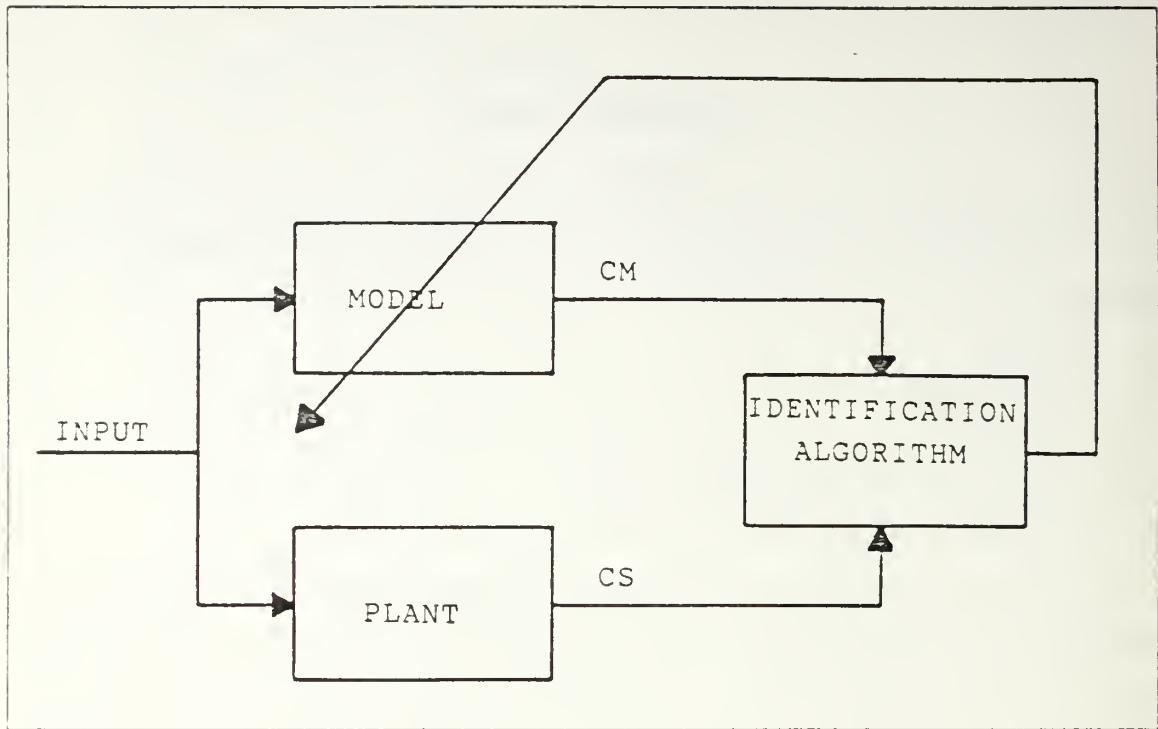 CM
MODEL
INPUT
IDENTIFICATION
ALGORITHM
CS
PLANT